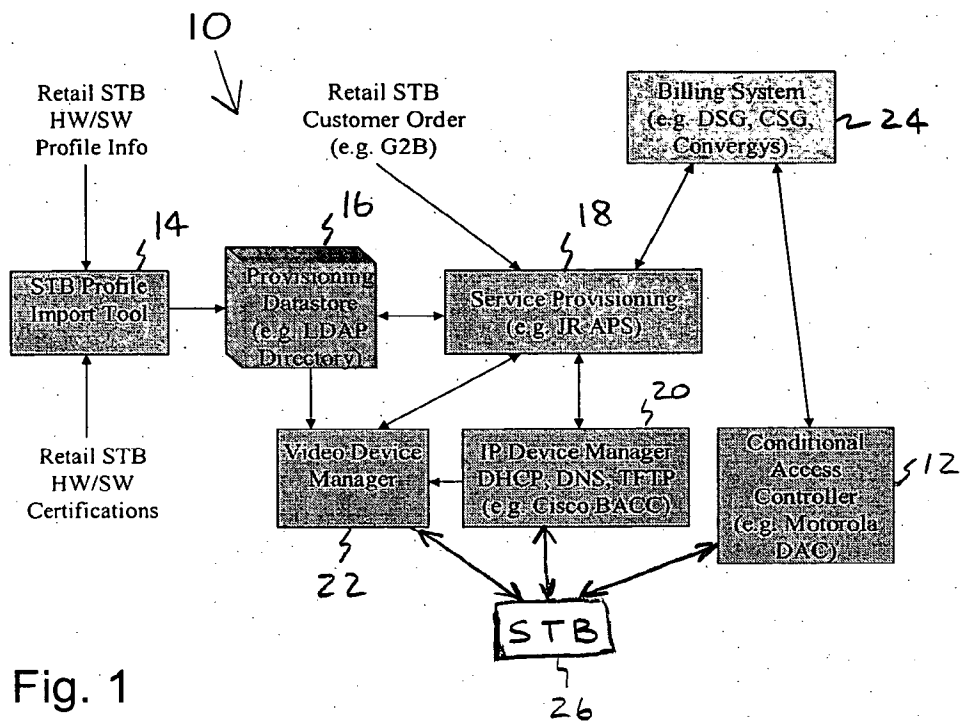 10
Retail STB
HW/SW
Profile Info
Retail STB
Customer Order
(e.g. G2B)
Billing System
(e.g. DSG, CSG,
Convergys)
24
14
16
18
STB Profile
Import Tool
Provisioning
Datastore
(e.g. LDAP
Directory)
Service Provisioning
(e.g. JR APS)
20
Retail STB
HW/SW
Certifications
Video Device
Manager
IP Device Manager
DHCP, DNS, TFTP
(e.g. Cisco BACC)
Conditional
Access
Controller
(e.g. Motorola
DAC)
12
22
STB
26
Fig. 1